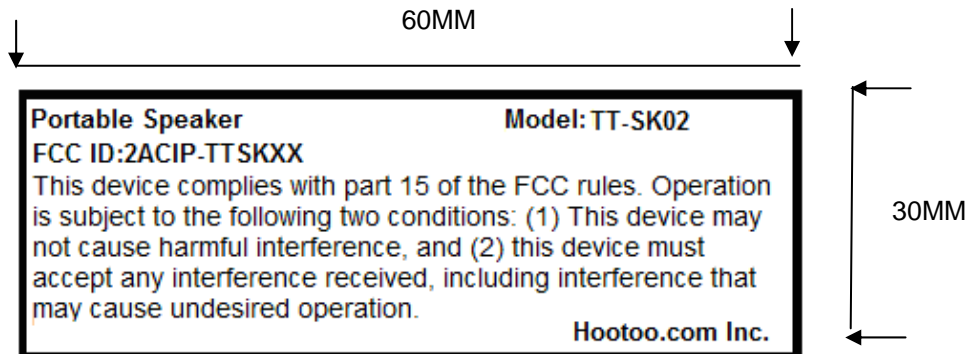 60MM
Portable Speaker Model: TT-SK02
FCC ID:2ACIP-TTSKXX
This device complies with part 15 of the FCC rules. Operation
is subject to the following two conditions: (1) This device may
not cause harmful interference, and (2) this device must
accept any interference received, including interference that
may cause undesired operation.
Hootoo.com Inc.
30MM